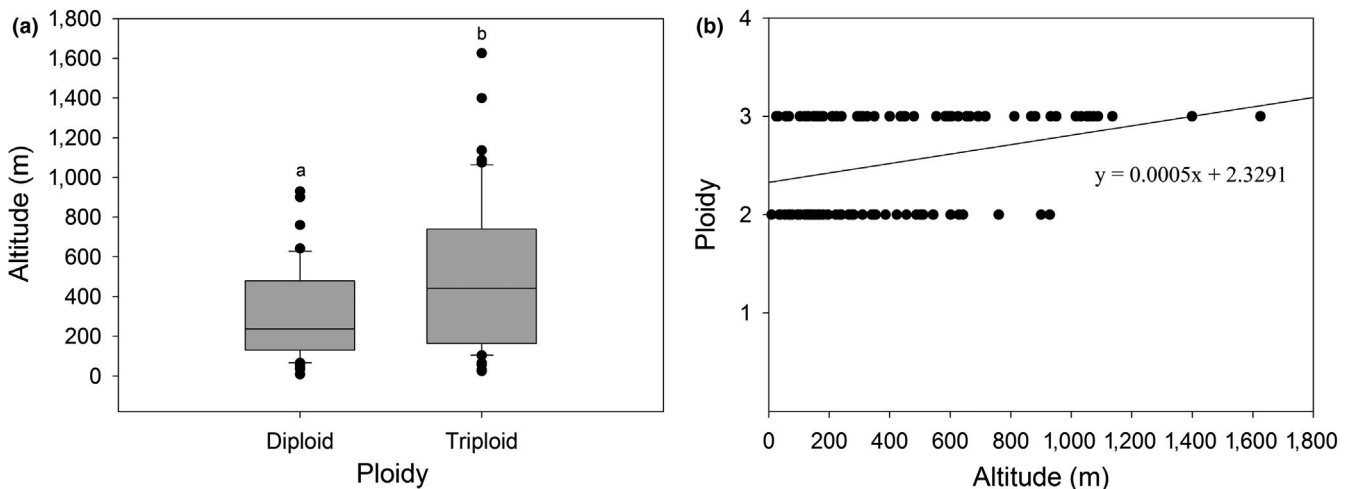 (a)
1,800
1,600
1,400
1,200
1,000
800
600
400
200
0
Altitude (m)
a
b
Diploid
Triploid
Ploidy
(b)
4
3
2
1
Ploidy
y = 0.0005x + 2.3291
0 200 400 600 800 1,000 1,200 1,400 1,600 1,800
Altitude (m)